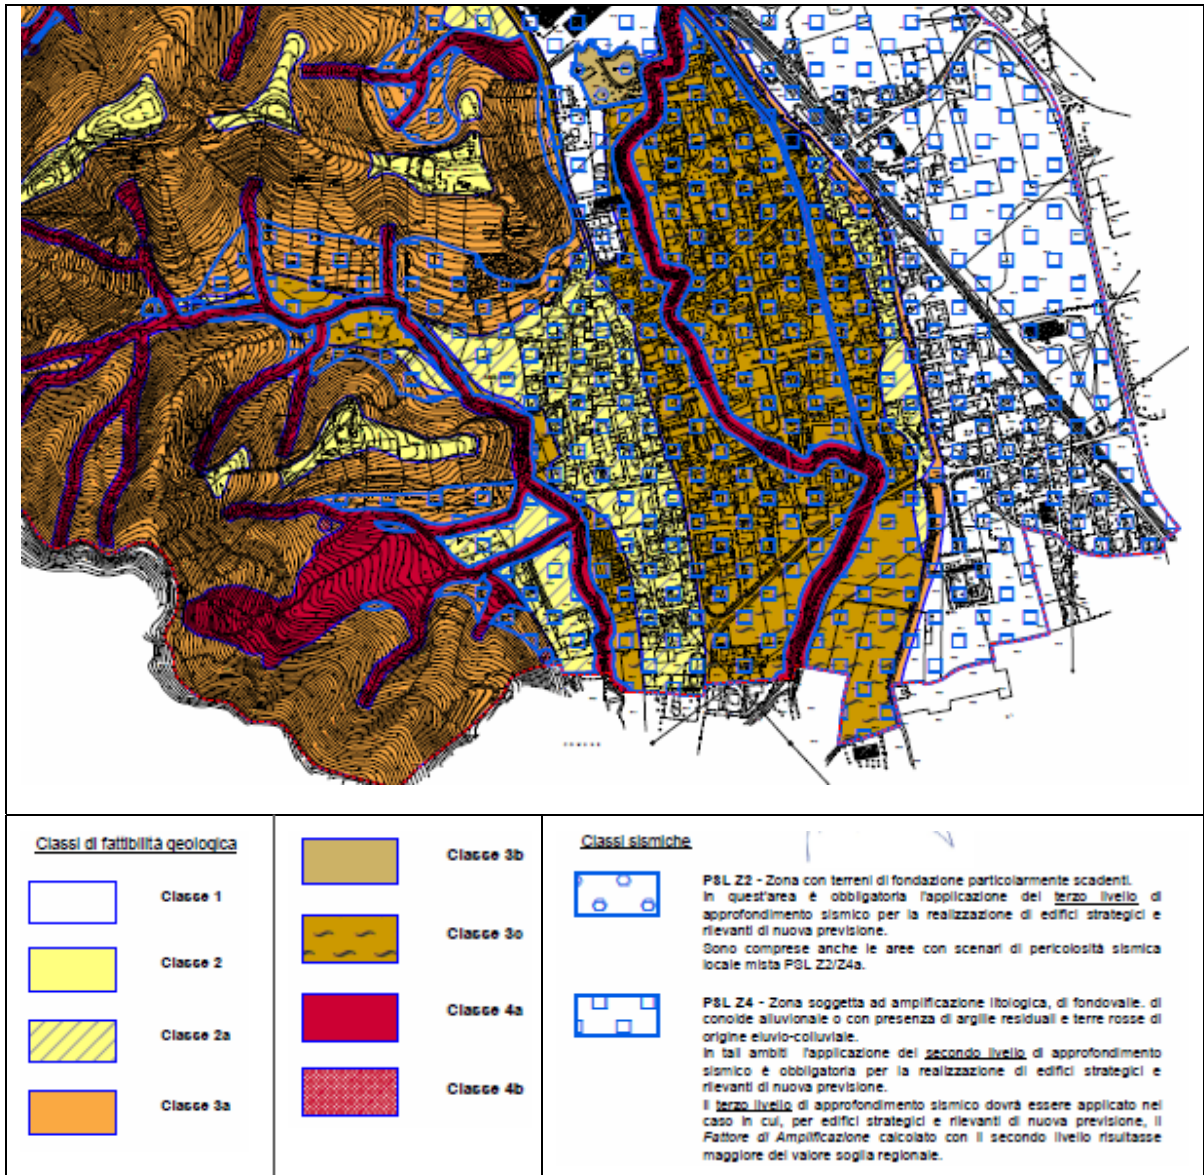 Classi di fattibilità geologica
Classe 1
Classe 2
Classe 2a
Classe 3a
Classe 3b
Classe 3c
Classe 4a
Classe 4b
Classi sismiche
PSL Z2 - Zona con terreni di fondazione particolarmente scadenti.
In quest'area è obbligatoria l'applicazione del terzo livello di
approfondimento sismico per la realizzazione di edifici strategici e
rilevanti di nuova previsione.
Sono comprese anche le aree con scenari di pericolosità sismica
locale mista PSL Z2/Z4a.
PSL Z4 - Zona soggetta ad amplificazione litologica, di fondovalle, di
conoide alluvionale o con presenza di argille residuali e terre rosse di
origine eluvio-colluviale.
In tali ambiti l'applicazione del secondo livello di approfondimento
sismico è obbligatoria per la realizzazione di edifici strategici e
rilevanti di nuova previsione.
Il terzo livello di approfondimento sismico dovrà essere applicato nel
caso in cui, per edifici strategici e rilevanti di nuova previsione, il
Fattore di Amplificazione calcolato con il secondo livello risultasse
maggiore del valore soglia regionale.